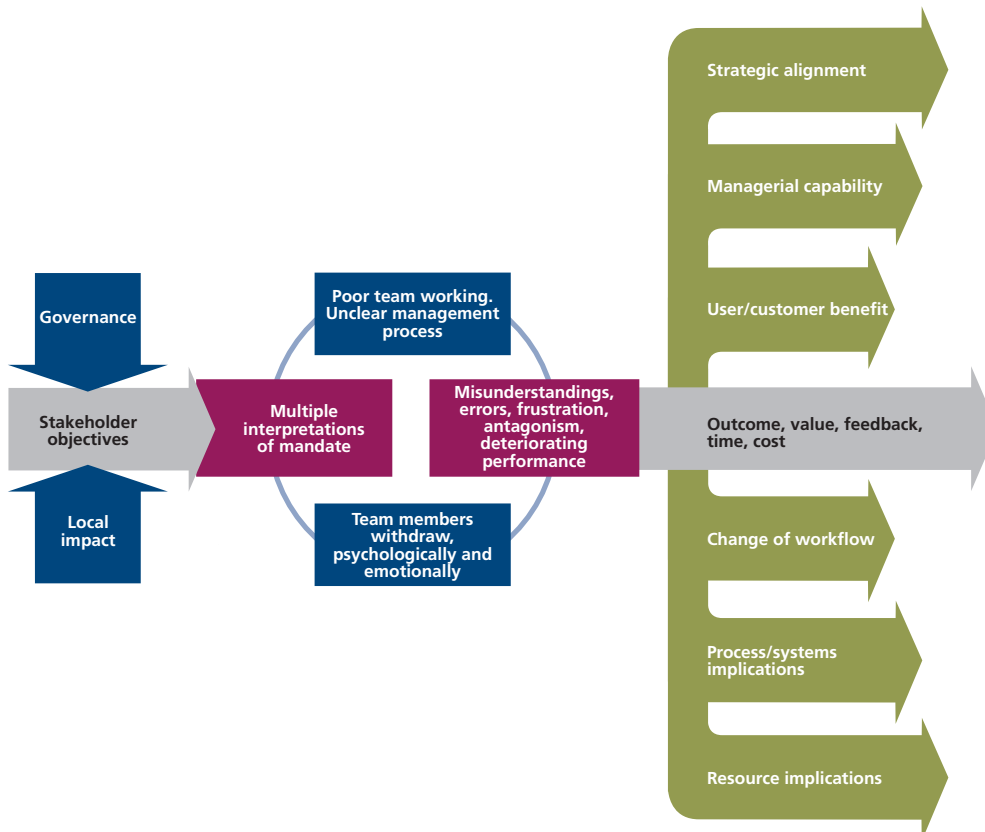 Governance
Stakeholder
objectives
Local
impact
Multiple
interpretations
of mandate
Poor team working.
Unclear management
process
Team members
withdraw,
psychologically and
emotionally
Misunderstandings,
errors, frustration,
antagonism,
deteriorating
performance
Strategic alignment
Managerial capability
User/customer benefit
Outcome, value, feedback,
time, cost
Change of workflow
Process/systems
implications
Resource implications